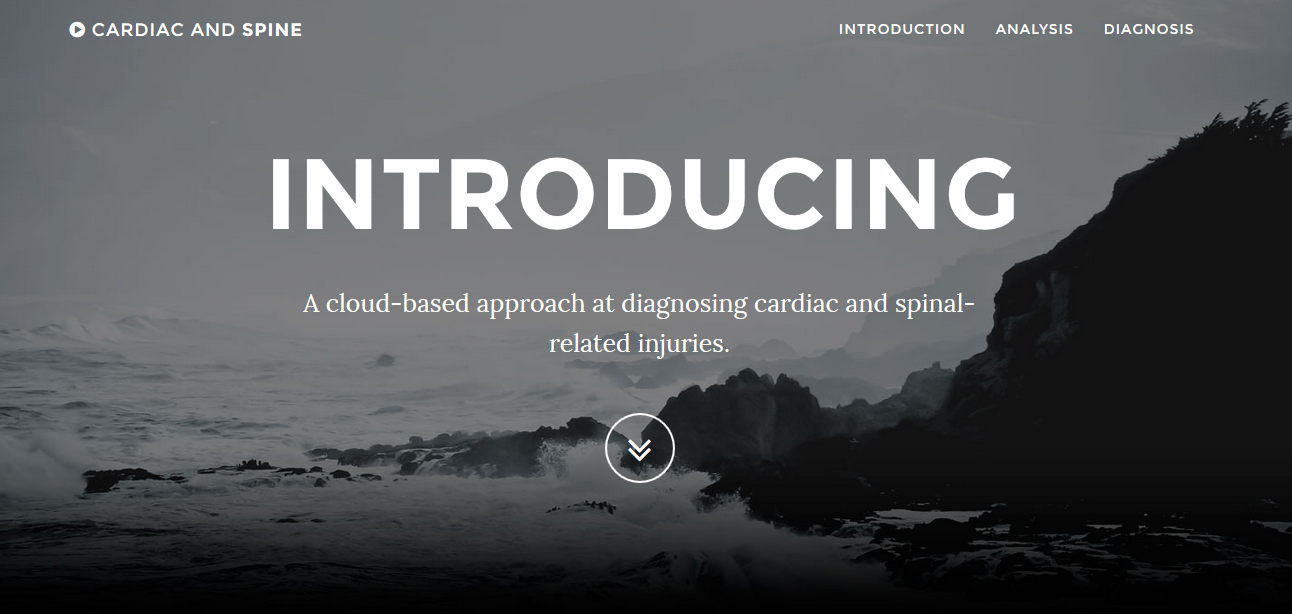 CARDIAC AND SPINE
INTRODUCTION ANALYSIS DIAGNOSIS
INTRODUCING
A cloud-based approach at diagnosing cardiac and spinal-
related injuries.